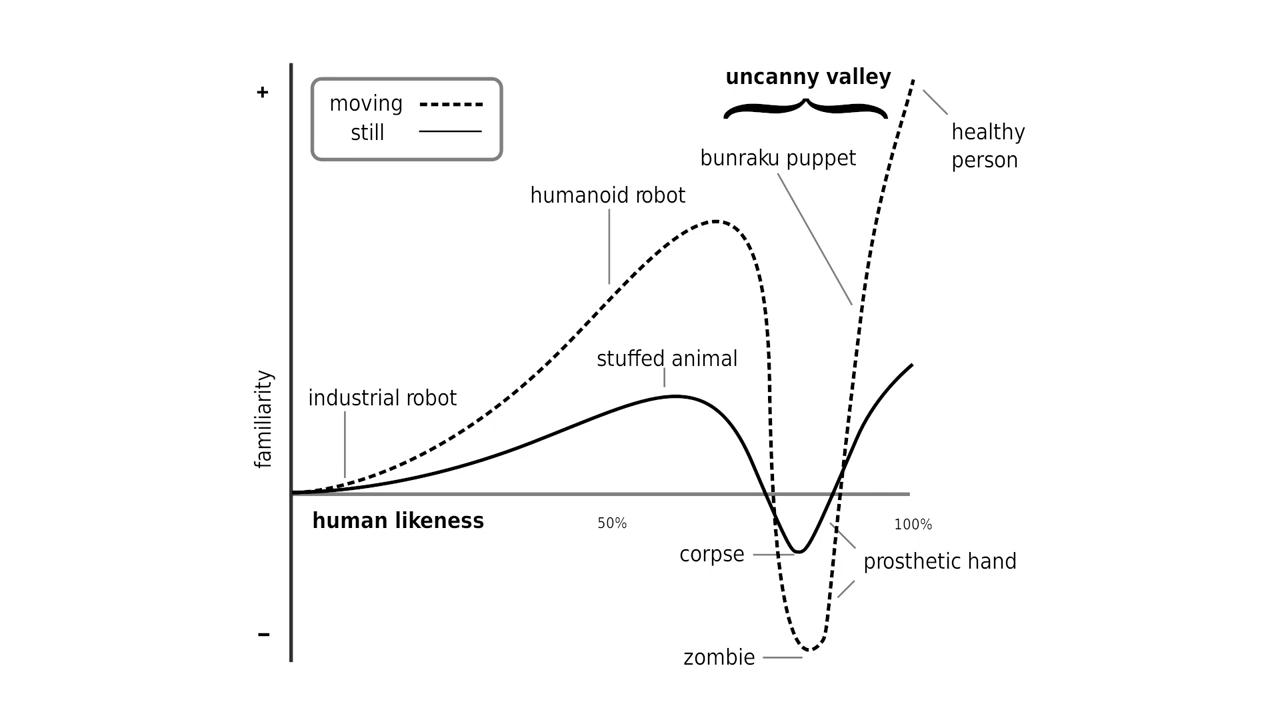 uncanny valley
+
moving
still
healthy
person
bunraku puppet
humanoid robot
stuffed animal
familiarity
industrial robot
human likeness
50%
100%
corpse
prosthetic hand
–
zombie